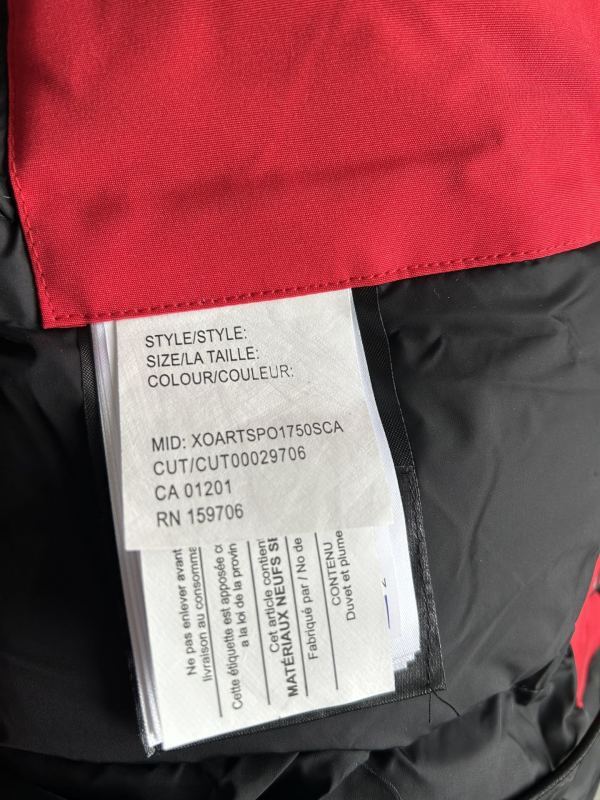 STYLE/STYLE:
SIZE/LA TAILLE:
COLOUR/COULEUR:
MID: XOARTSPO1750SCA
CUT/CUT00029706
CA 01201
RN 159706
Ne pas enlever avant
livraison au consomma
Cette étiquette est apposée co
a la loi de la provin
Cet article contient
MATÉRIAUX NEUFS SE
Fabriqué par / No de
CONTENU
Duvet et plume